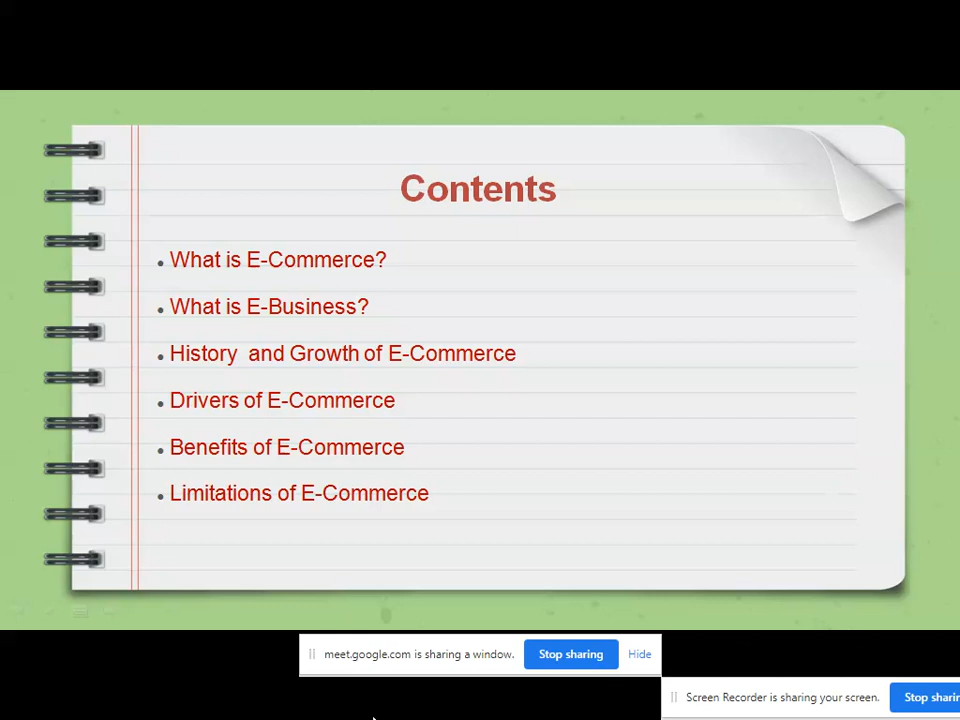 Contents
What is E-Commerce?
What is E-Business?
History and Growth of E-Commerce
Drivers of E-Commerce
Benefits of E-Commerce
Limitations of E-Commerce
meet.google.com is sharing a window. Stop sharing Hide
Screen Recorder is sharing your screen. Stop